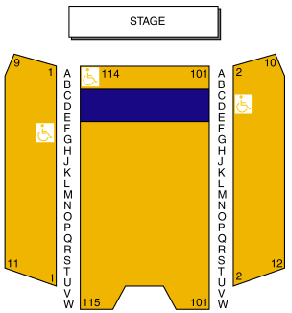 STAGE
9 10
1 A 114 101 A 2
B B
C C
D D
E E
F F
G G
H H
J J
K K
L L
M M
N N
O O
P P
Q Q
R R
11 S S 12
T T
1 U U 2
V V
W 115 101 W